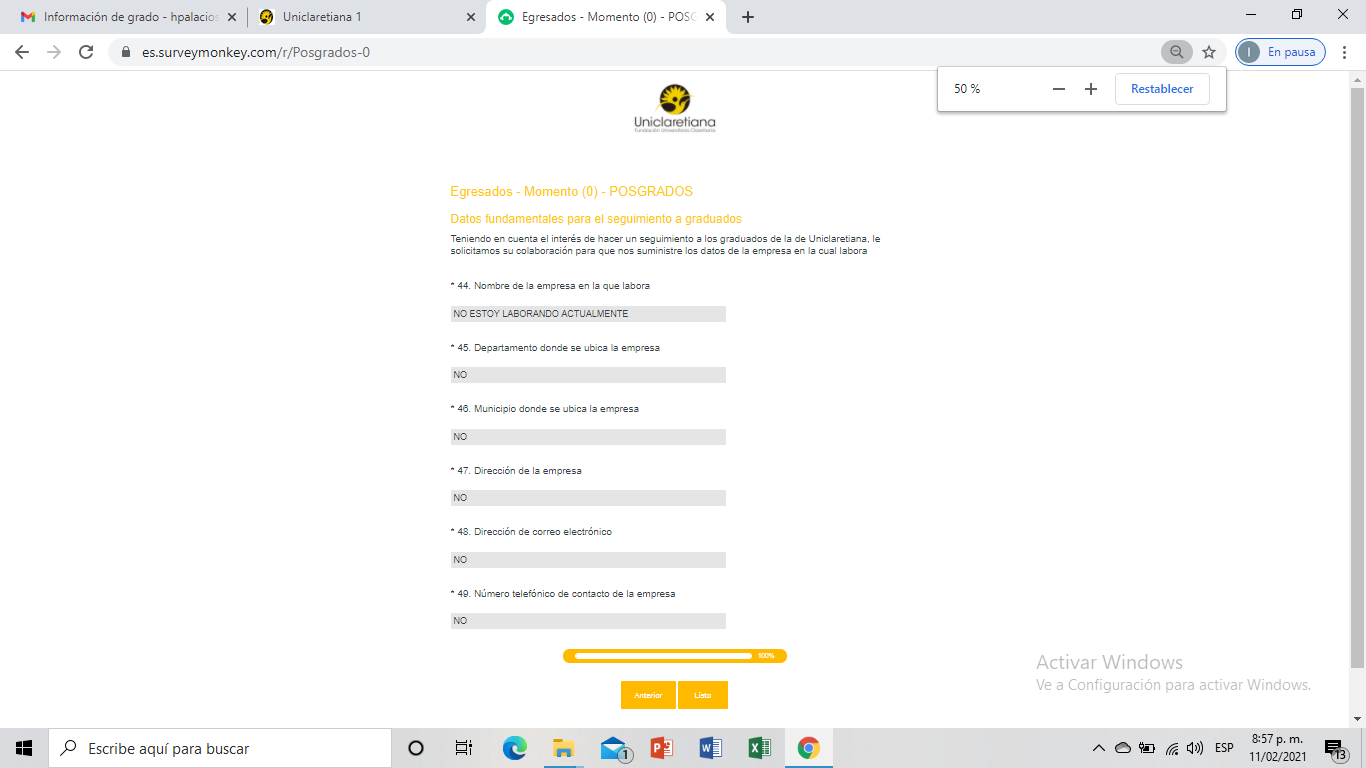 Información de grado - hpalacios
Uniclaretiana 1
Egresados - Momento (0) - POSG
es.surveymonkey.com/r/Posgrados-0
I
En pausa
50 %
Restablecer
Uniclaretiana
Fundación Universitaria Claretiana
Egresados - Momento (0) - POSGRADOS
Datos fundamentales para el seguimiento a graduados
Teniendo en cuenta el interés de hacer un seguimiento a los graduados de la de Uniclaretiana, le
solicitamos su colaboración para que nos suministre los datos de la empresa en la cual labora
* 44. Nombre de la empresa en la que labora
NO ESTOY LABORANDO ACTUALMENTE
* 45. Departamento donde se ubica la empresa
NO
* 46. Municipio donde se ubica la empresa
NO
* 47. Dirección de la empresa
NO
* 48. Dirección de correo electrónico
NO
* 49. Número telefónico de contacto de la empresa
NO
100%
Anterior
Listo
Activar Windows
Ve a Configuración para activar Windows.
Escribe aquí para buscar
1
ESP
8:57 p. m.
11/02/2021
13